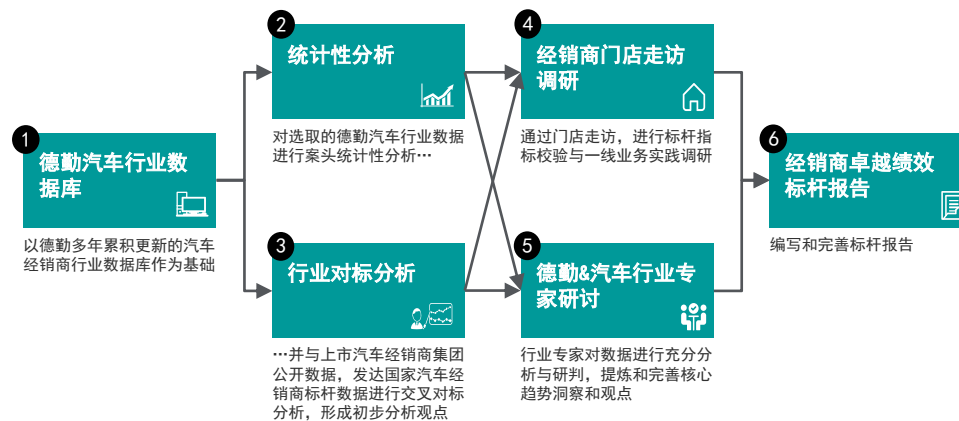 1
德勤汽车行业数
据库
以德勤多年累积更新的汽车
经销商行业数据库作为基础
2
统计性分析
对选取的德勤汽车行业数据
进行案头统计性分析…
3
行业对标分析
…并与上市汽车经销商集团
公开数据，发达国家汽车经
销商标杆数据进行交叉对标
分析，形成初步分析观点
4
经销商门店走访
调研
通过门店走访，进行标杆指
标校验与一线业务实践调研
5
德勤&汽车行业专
家研讨
行业专家对数据进行充分分
析与研判，提炼和完善核心
趋势洞察和观点
6
经销商卓越绩效
标杆报告
编写和完善标杆报告